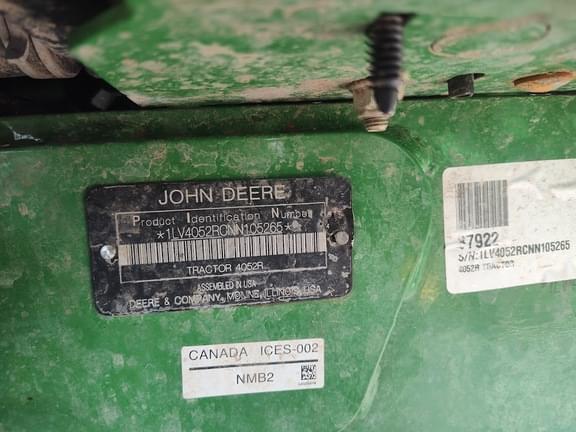 JOHN DEERE
Product Identification Number
*1LV4052RCNN105265*
TRACTOR 4052R
ASSEMBLED IN USA
DEERE & COMPANY, MOLINE, ILLINOIS, USA
CANADA ICES-002
NMB2
7922
S/N:1LV4052RCNN105265
4052R TRACTOR